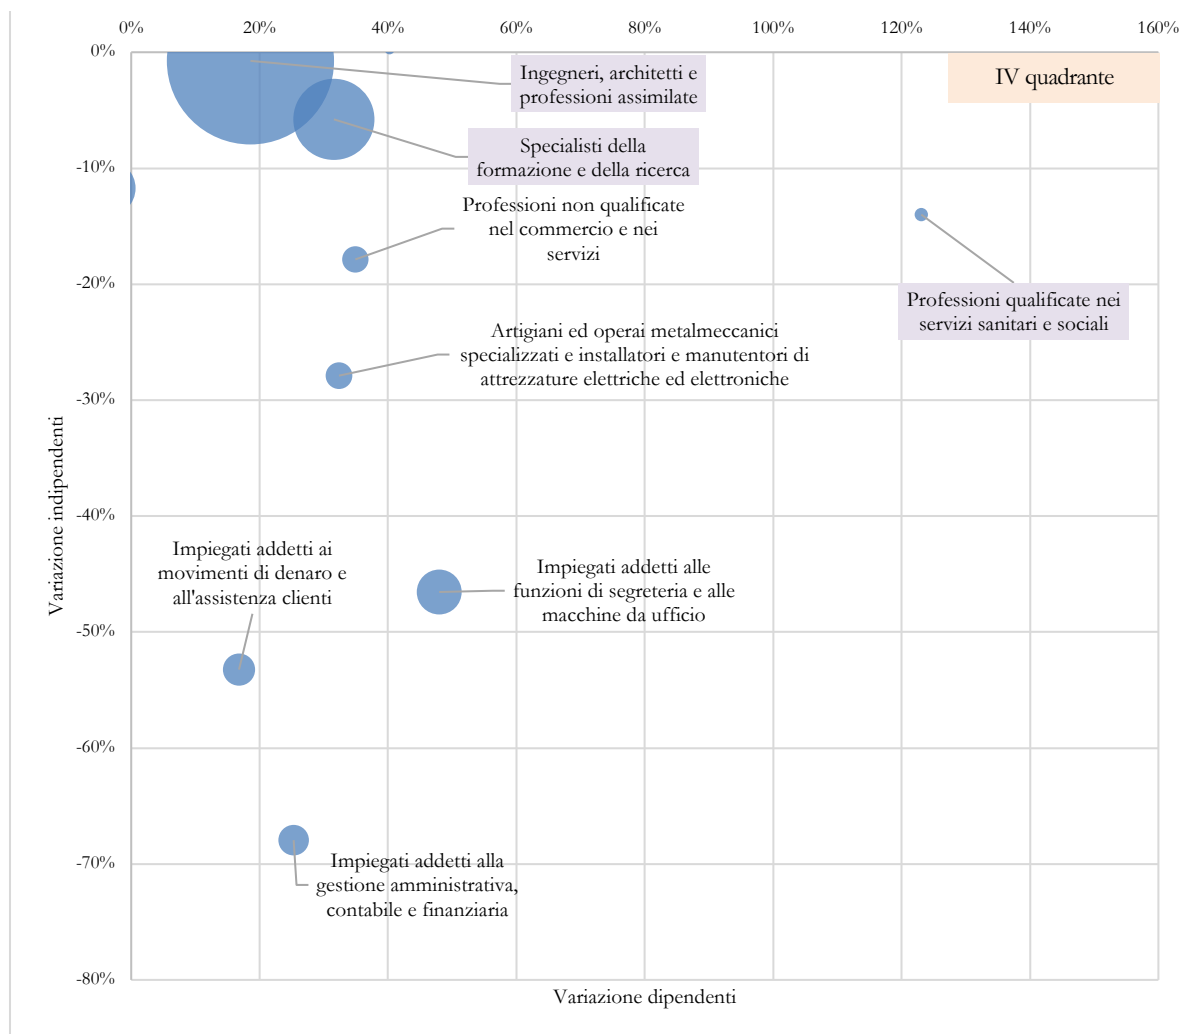 0% 20% 40% 60% 80% 100% 120% 140% 160%
0%
IV quadrante
Ingegneri, architetti e
professioni assimilate
Specialisti della
formazione e della ricerca
-10%
Professioni non qualificate
nel commercio e nei
servizi
-20%
Professioni qualificate nei
servizi sanitari e sociali
Artigiani ed operai metalmeccanici
specializzati e installatori e manutentori di
attrezzature elettriche ed elettroniche
-30%
Variazione indipendenti
-40%
Impiegati addetti ai
movimenti di denaro e
all'assistenza clienti
Impiegati addetti alle
funzioni di segreteria e alle
macchine da ufficio
-50%
-60%
-70%
Impiegati addetti alla
gestione amministrativa,
contabile e finanziaria
-80%
Variazione dipendenti